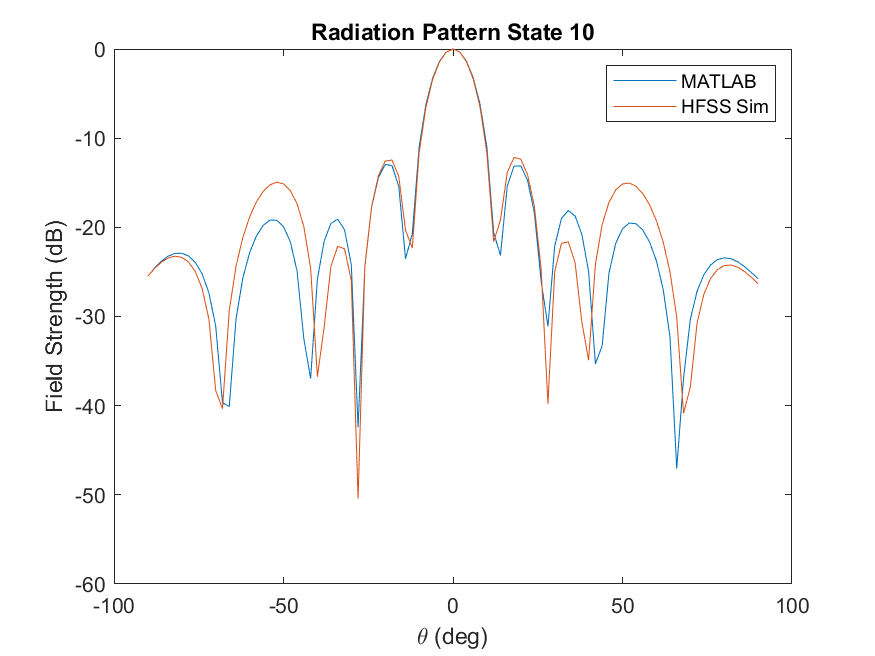 Radiation Pattern State 10
MATLAB
HFSS Sim
Field Strength (dB)
0
-10
-20
-30
-40
-50
-60
-100
-50
0
50
100
θ (deg)